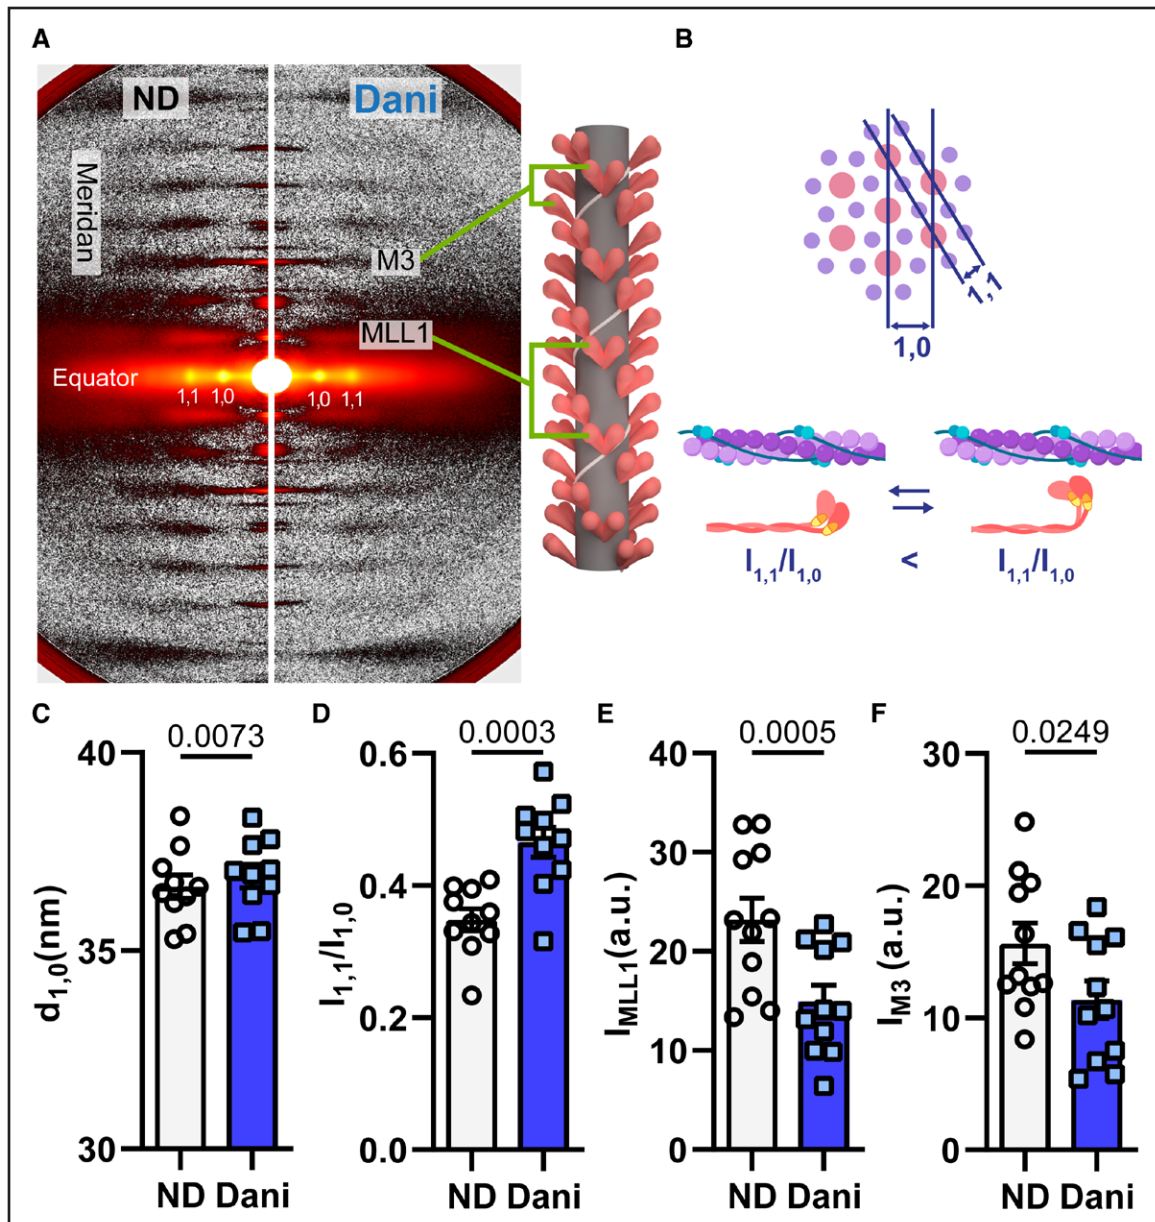 A
B
ND
Dani
Meridan
M3
MLL1
Equator
1,1
1,0
1,0
1,1
1,1
1,0
I1,1/I1,0
<
I1,1/I1,0
C
D
E
F
0.0073
0.0003
0.0005
0.0249
40
35
30
d1,0(nm)
ND
Dani
0.6
0.4
0.2
0.0
I1,1/I1,0
ND
Dani
40
30
20
10
0
IMLL1(a.u.)
ND
Dani
30
20
10
0
IM3 (a.u.)
ND
Dani